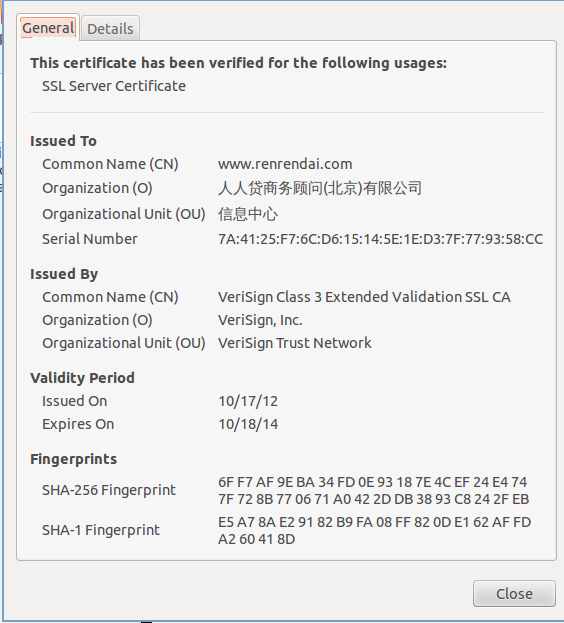 General Details
This certificate has been verified for the following usages:
SSL Server Certificate
Issued To
Common Name (CN) www.renrendai.com
Organization (O) 人人贷商务顾问(北京)有限公司
Organizational Unit (OU) 信息中心
Serial Number 7A:41:25:F7:6C:D6:15:14:5E:1E:D3:7F:77:93:58:CC
Issued By
Common Name (CN) VeriSign Class 3 Extended Validation SSL CA
Organization (O) VeriSign, Inc.
Organizational Unit (OU) VeriSign Trust Network
Validity Period
Issued On 10/17/12
Expires On 10/18/14
Fingerprints
SHA-256 Fingerprint 6F F7 AF 9E BA 34 FD 0E 93 18 7E 4C EF 24 E4 74
7F 72 8B 77 06 71 A0 42 2D DB 38 93 C8 24 2F EB
SHA-1 Fingerprint E5 A7 8A E2 91 82 B9 FA 08 FF 82 0D E1 62 AF FD
A2 60 41 8D
Close